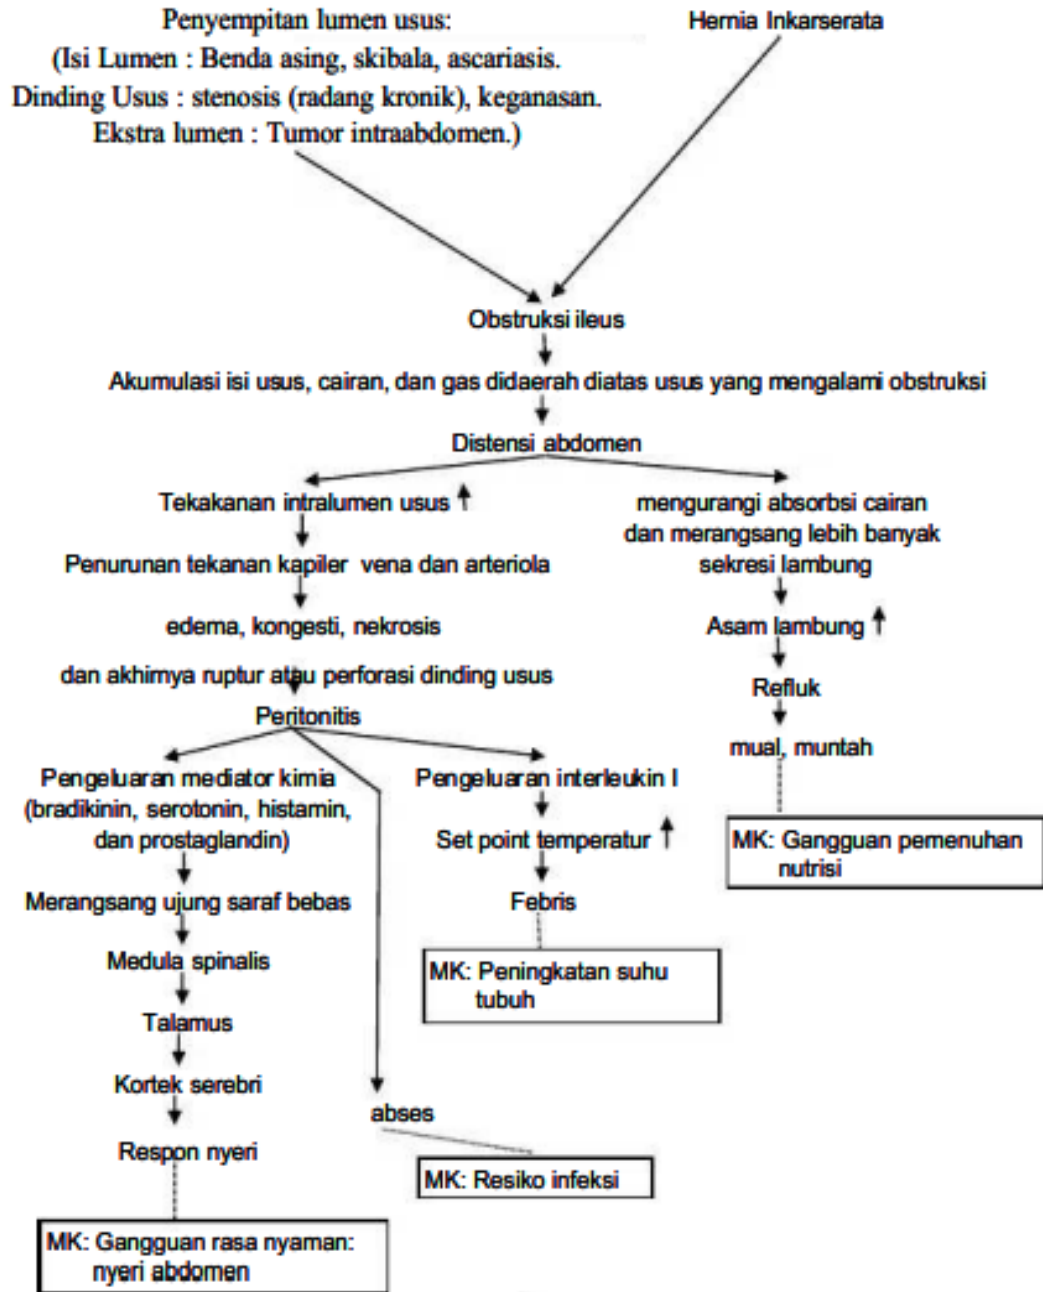 Penyempitan lumen usus:
(Isi Lumen : Benda asing, skibala, ascariasis.
Dinding Usus : stenosis (radang kronik), keganasan.
Ekstra lumen : Tumor intraabdomen.)
Hernia Inkarserata
Obstruksi ileus
Akumulasi isi usus, cairan, dan gas didaerah diatas usus yang mengalami obstruksi
Distensi abdomen
Tekakanan intralumen usus ↑
Penurunan tekanan kapiler vena dan arteriola
edema, kongesti, nekrosis
dan akhirnya ruptur atau perforasi dinding usus
Peritonitis
mengurangi absorbsi cairan
dan merangsang lebih banyak
sekresi lambung
Asam lambung ↑
Refluk
mual, muntah
MK: Gangguan pemenuhan
nutrisi
Pengeluaran mediator kimia
(bradikinin, serotonin, histamin,
dan prostaglandin)
Merangsang ujung saraf bebas
Medula spinalis
Talamus
Kortek serebri
Respon nyeri
MK: Gangguan rasa nyaman:
nyeri abdomen
Pengeluaran interleukin I
Set point temperatur ↑
Febris
MK: Peningkatan suhu
tubuh
abses
MK: Resiko infeksi